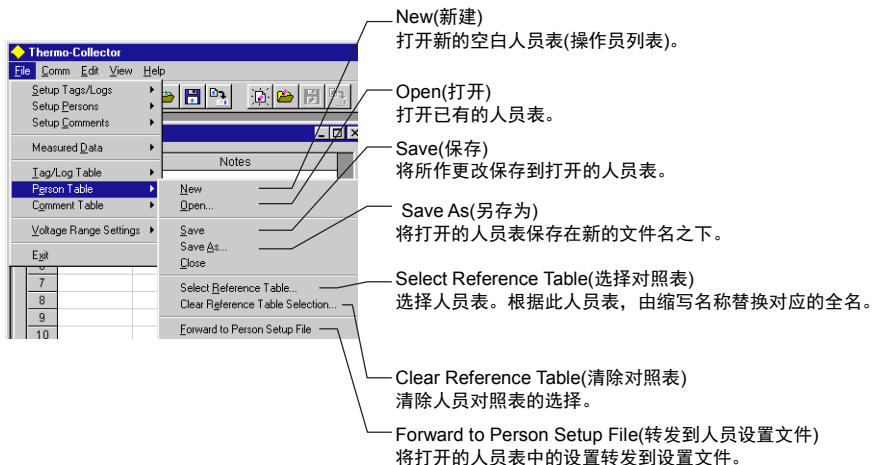 New(新建)
打开新的空白人员表(操作员列表)。
Thermo-Collector
File Comm Edit View Help
Setup Tags/Logs
Setup Persons
Setup Comments
Measured Data
Tag/Log Table
Person Table
Comment Table
Voltage Range Settings
Exit
Notes
New
Open...
Save
Save As...
Close
Select Reference Table...
Clear Reference Table Selection...
Forward to Person Setup File
7
8
9
10
Open(打开)
打开已有的人员表。
Save(保存)
将所作更改保存到打开的人员表。
Save As(另存为)
将打开的人员表保存在新的文件名之下。
Select Reference Table(选择对照表)
选择人员表。根据此人员表，由缩写名称替换对应的全名。
Clear Reference Table(清除对照表)
清除人员对照表的选择。
Forward to Person Setup File(转发到人员设置文件)
将打开的人员表中的设置转发到设置文件。